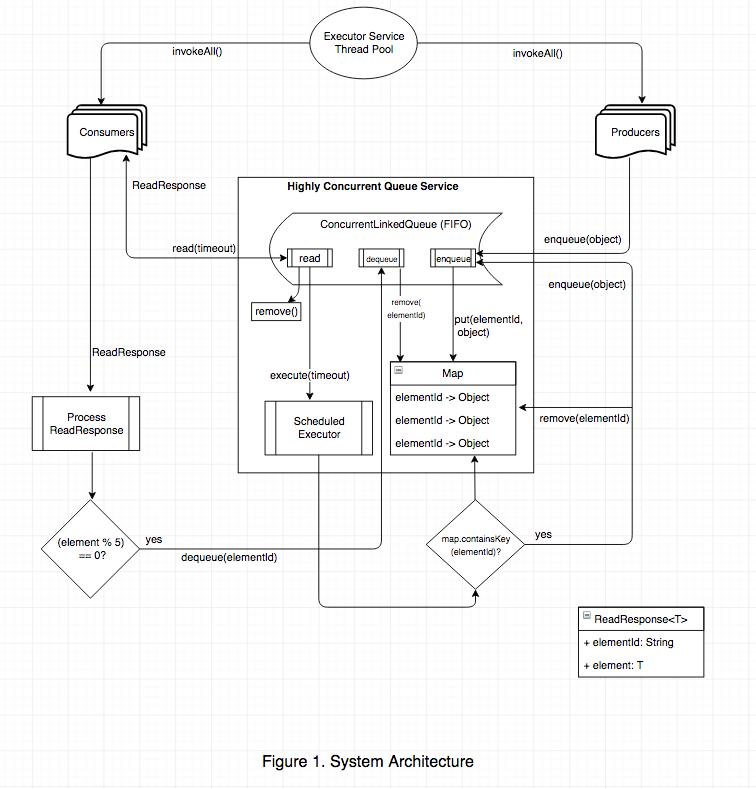 Executor Service
Thread Pool
invokeAll()
invokeAll()
Consumers
Producers
ReadResponse
Highly Concurrent Queue Service
ConcurrentLinkedQueue (FIFO)
read(timeout)
enqueue(object)
read
dequeue
enqueue
enqueue(object)
remove()
remove(
elementId)
put(elementId,
object)
ReadResponse
execute(timeout)
Map
elementId -> Object
elementId -> Object
elementId -> Object
Process
ReadResponse
Scheduled
Executor
remove(elementId)
(element % 5)
== 0?
yes
dequeue(elementId)
map.containsKey
(elementId)?
yes
ReadResponse<T>
+ elementId: String
+ element: T
Figure 1. System Architecture